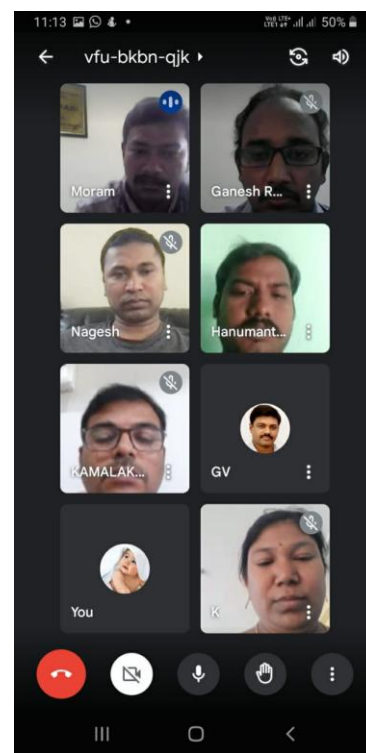 11:13 50%
vfu-bkbn-qjk
Moram
Ganesh R...
Nagesh
Hanumant...
KAMALAK...
GV
You
K